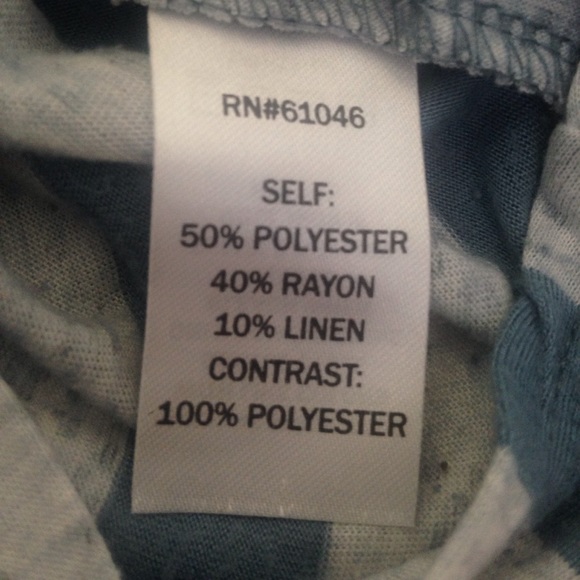 RN#61046
SELF:
50% POLYESTER
40% RAYON
10% LINEN
CONTRAST:
100% POLYESTER